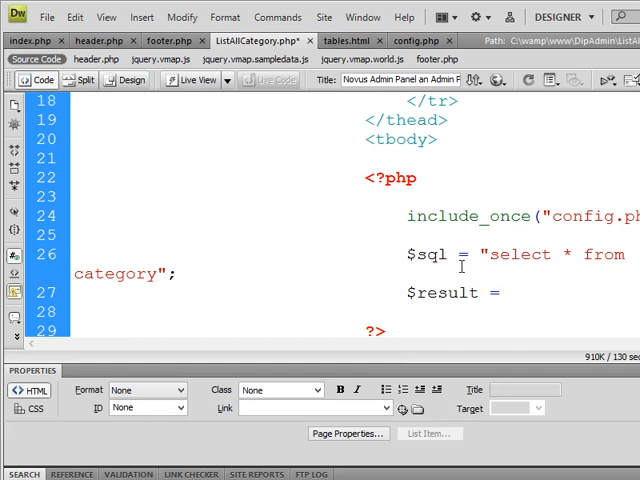 Dw File Edit View Insert Modify Format Commands Site Window Help DESIGNER
index.php × header.php × footer.php × ListAllCategory.php* × tables.html × config.php × Path: C:\wamp\www\DipAdmin\ListAllC
Source Code header.php jquery.vmap.js jquery.vmap.sampledata.js jquery.vmap.world.js footer.php
Code Split Design Live View Live Code Title: Novus Admin Panel an Admin P
18 </tr>
19 </thead>
20 <tbody>
21
22 <?php
23
24 include_once("config.ph
25
26 $sql = "select * from
category";
27 $result =
28
29 ?>
910K / 130 sec
PROPERTIES
<> HTML Format None Class None B I Title
CSS ID None Link Target
Page Properties... List Item...
SEARCH REFERENCE VALIDATION LINK CHECKER SITE REPORTS FTP LOG